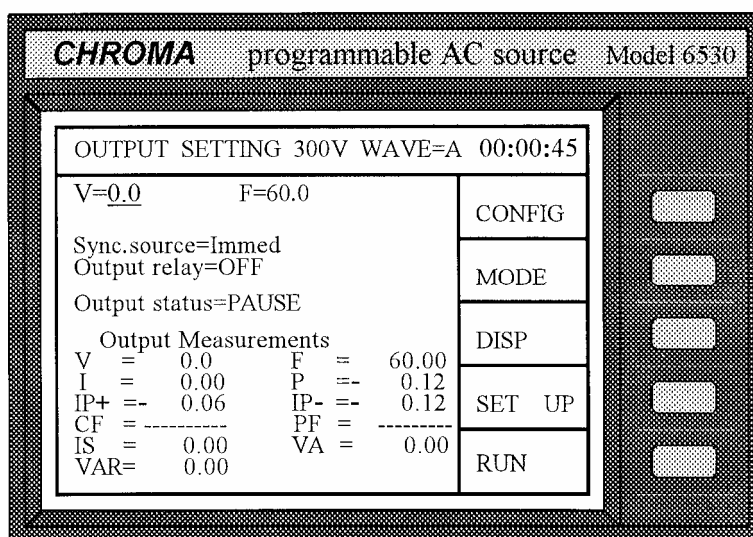 CHROMA programmable AC source Model 6530
OUTPUT SETTING 300V WAVE=A 00:00:45
V=0.0 F=60.0
CONFIG
Sync.source=Immed
Output relay=OFF
MODE
Output status=PAUSE
Output Measurements
DISP
V = 0.0 F = 60.00
I = 0.00 P =- 0.12
IP+ =- 0.06 IP- =- 0.12
SET UP
CF = ---------- PF = --------
IS = 0.00 VA = 0.00
VAR= 0.00
RUN